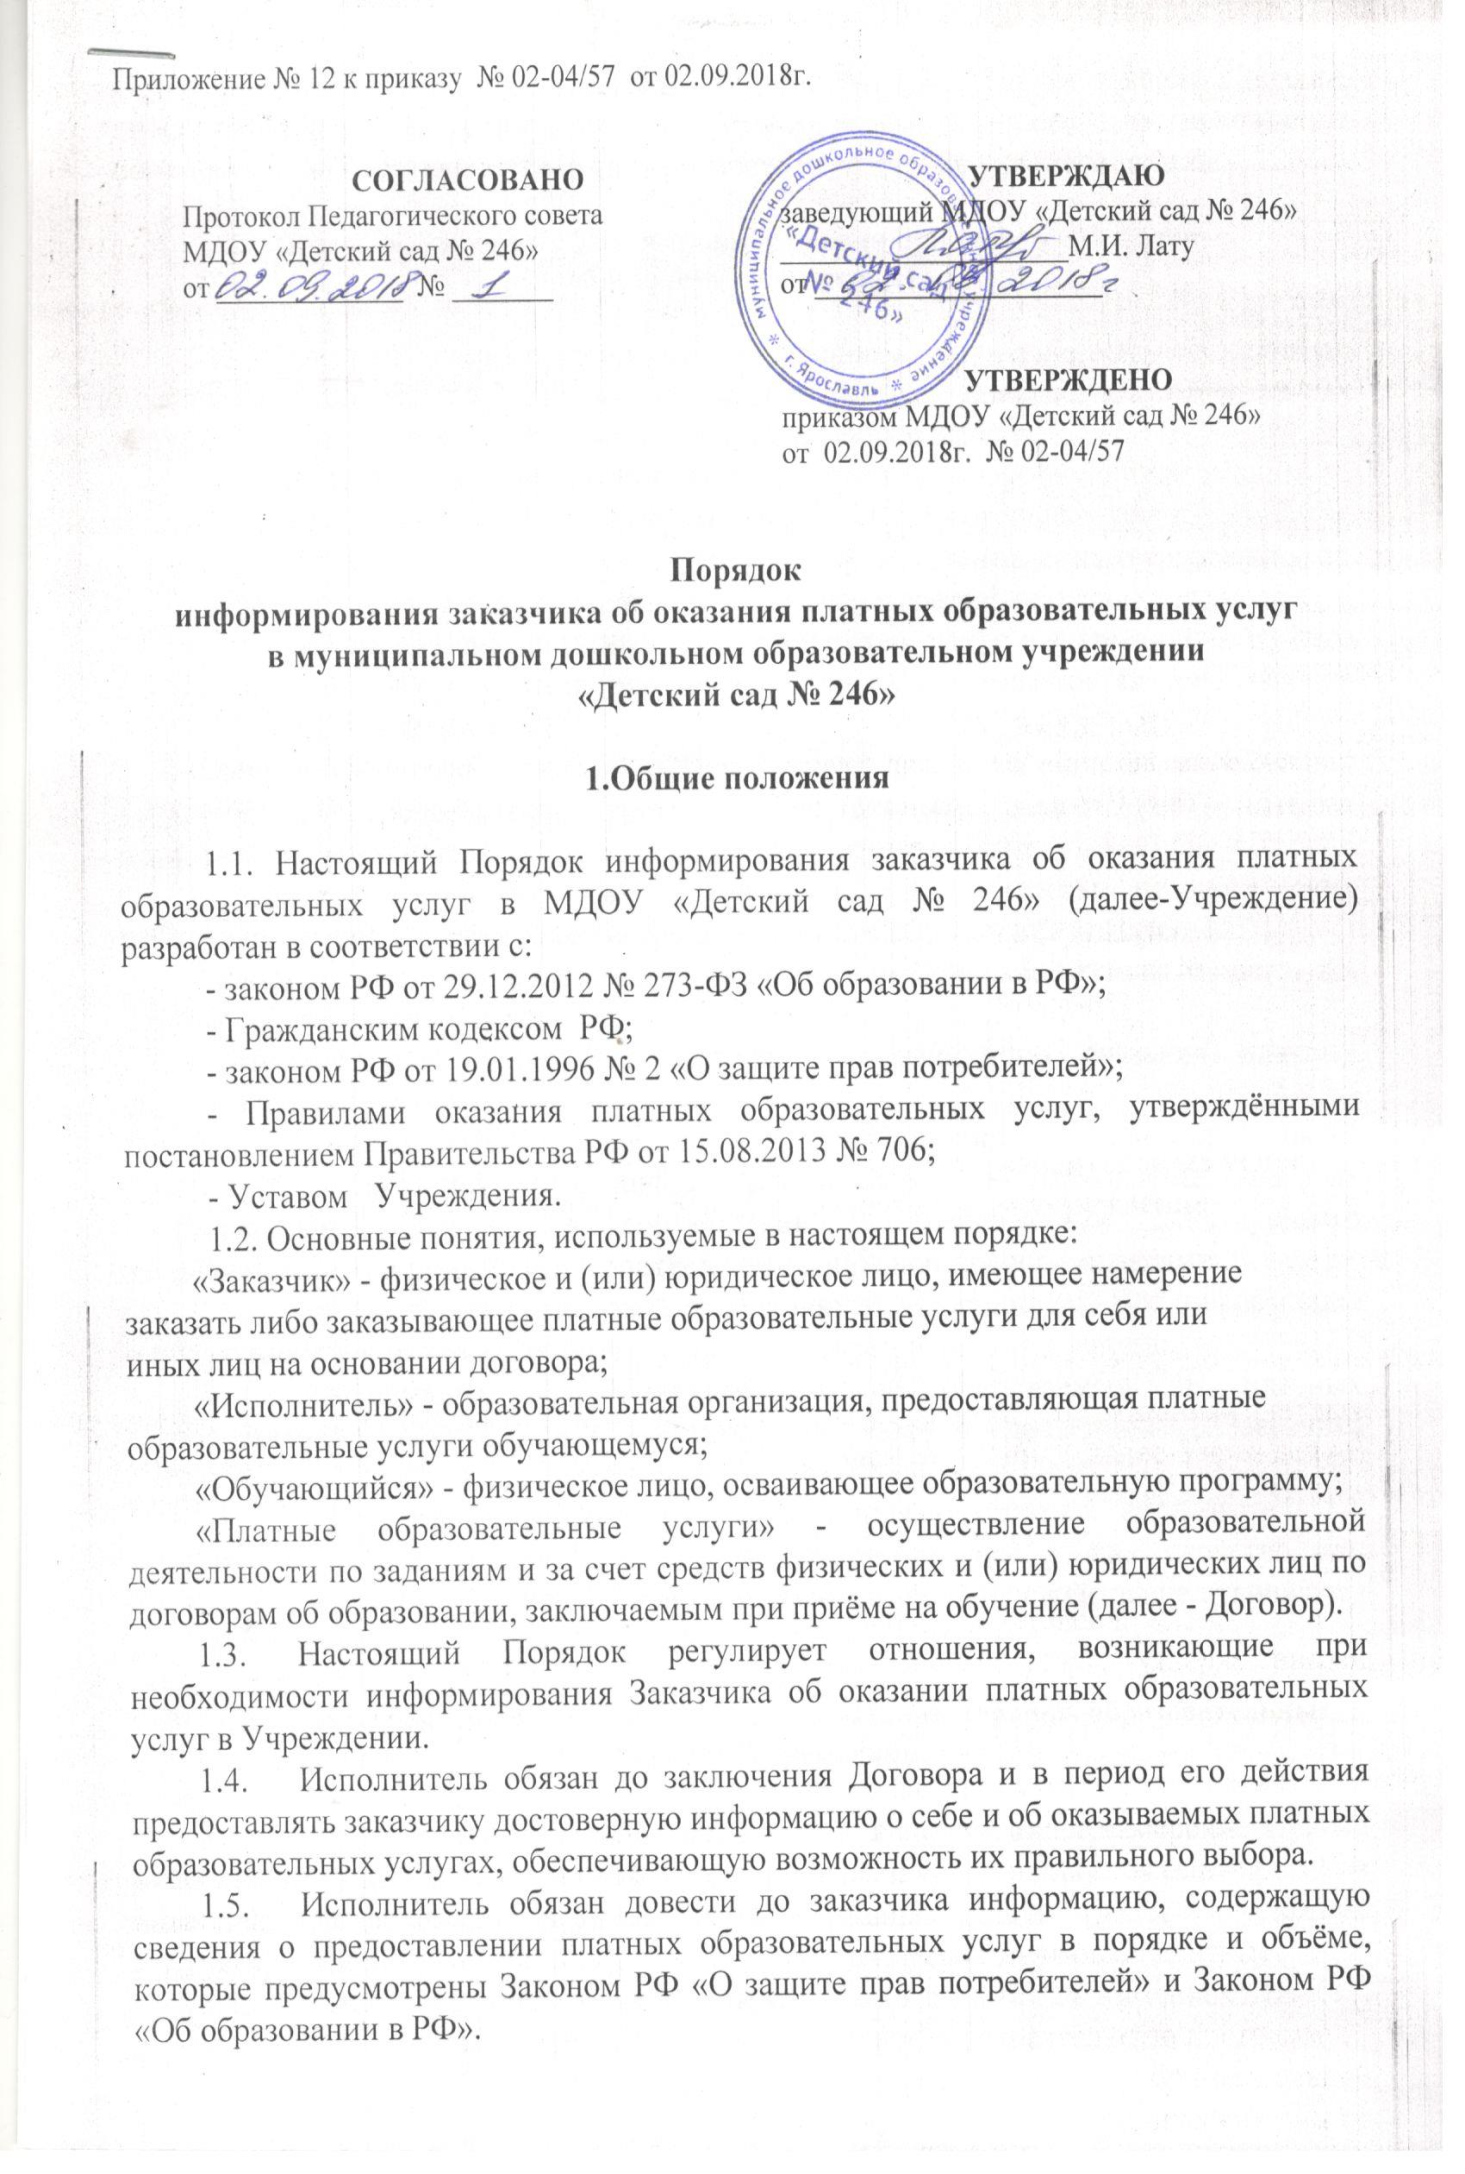 Приложение № 12 к приказу № 02-04/57 от 02.09.2018г.
СОГЛАСОВАНО
Протокол Педагогического совета
МДОУ «Детский сад № 246»
от 02.09.2018 № 1
УТВЕРЖДАЮ
заведующий МДОУ «Детский сад № 246»
М.И. Лату
от 02. 2018г
муниципальное дошкольное образовательное учреждение * г. Ярославль *
«Детский сад
№ 246»
УТВЕРЖДЕНО
приказом МДОУ «Детский сад № 246»
от 02.09.2018г. № 02-04/57
Порядок
информирования заказчика об оказания платных образовательных услуг
в муниципальном дошкольном образовательном учреждении
«Детский сад № 246»
1.Общие положения
1.1. Настоящий Порядок информирования заказчика об оказания платных
образовательных услуг в МДОУ «Детский сад № 246» (далее-Учреждение)
разработан в соответствии с:
- законом РФ от 29.12.2012 № 273-ФЗ «Об образовании в РФ»;
- Гражданским кодексом РФ;
- законом РФ от 19.01.1996 № 2 «О защите прав потребителей»;
- Правилами оказания платных образовательных услуг, утверждёнными
постановлением Правительства РФ от 15.08.2013 № 706;
- Уставом Учреждения.
1.2. Основные понятия, используемые в настоящем порядке:
«Заказчик» - физическое и (или) юридическое лицо, имеющее намерение
заказать либо заказывающее платные образовательные услуги для себя или
иных лиц на основании договора;
«Исполнитель» - образовательная организация, предоставляющая платные
образовательные услуги обучающемуся;
«Обучающийся» - физическое лицо, осваивающее образовательную программу;
«Платные образовательные услуги» - осуществление образовательной
деятельности по заданиям и за счет средств физических и (или) юридических лиц по
договорам об образовании, заключаемым при приёме на обучение (далее - Договор).
1.3. Настоящий Порядок регулирует отношения, возникающие при
необходимости информирования Заказчика об оказании платных образовательных
услуг в Учреждении.
1.4. Исполнитель обязан до заключения Договора и в период его действия
предоставлять заказчику достоверную информацию о себе и об оказываемых платных
образовательных услугах, обеспечивающую возможность их правильного выбора.
1.5. Исполнитель обязан довести до заказчика информацию, содержащую
сведения о предоставлении платных образовательных услуг в порядке и объёме,
которые предусмотрены Законом РФ «О защите прав потребителей» и Законом РФ
«Об образовании в РФ».